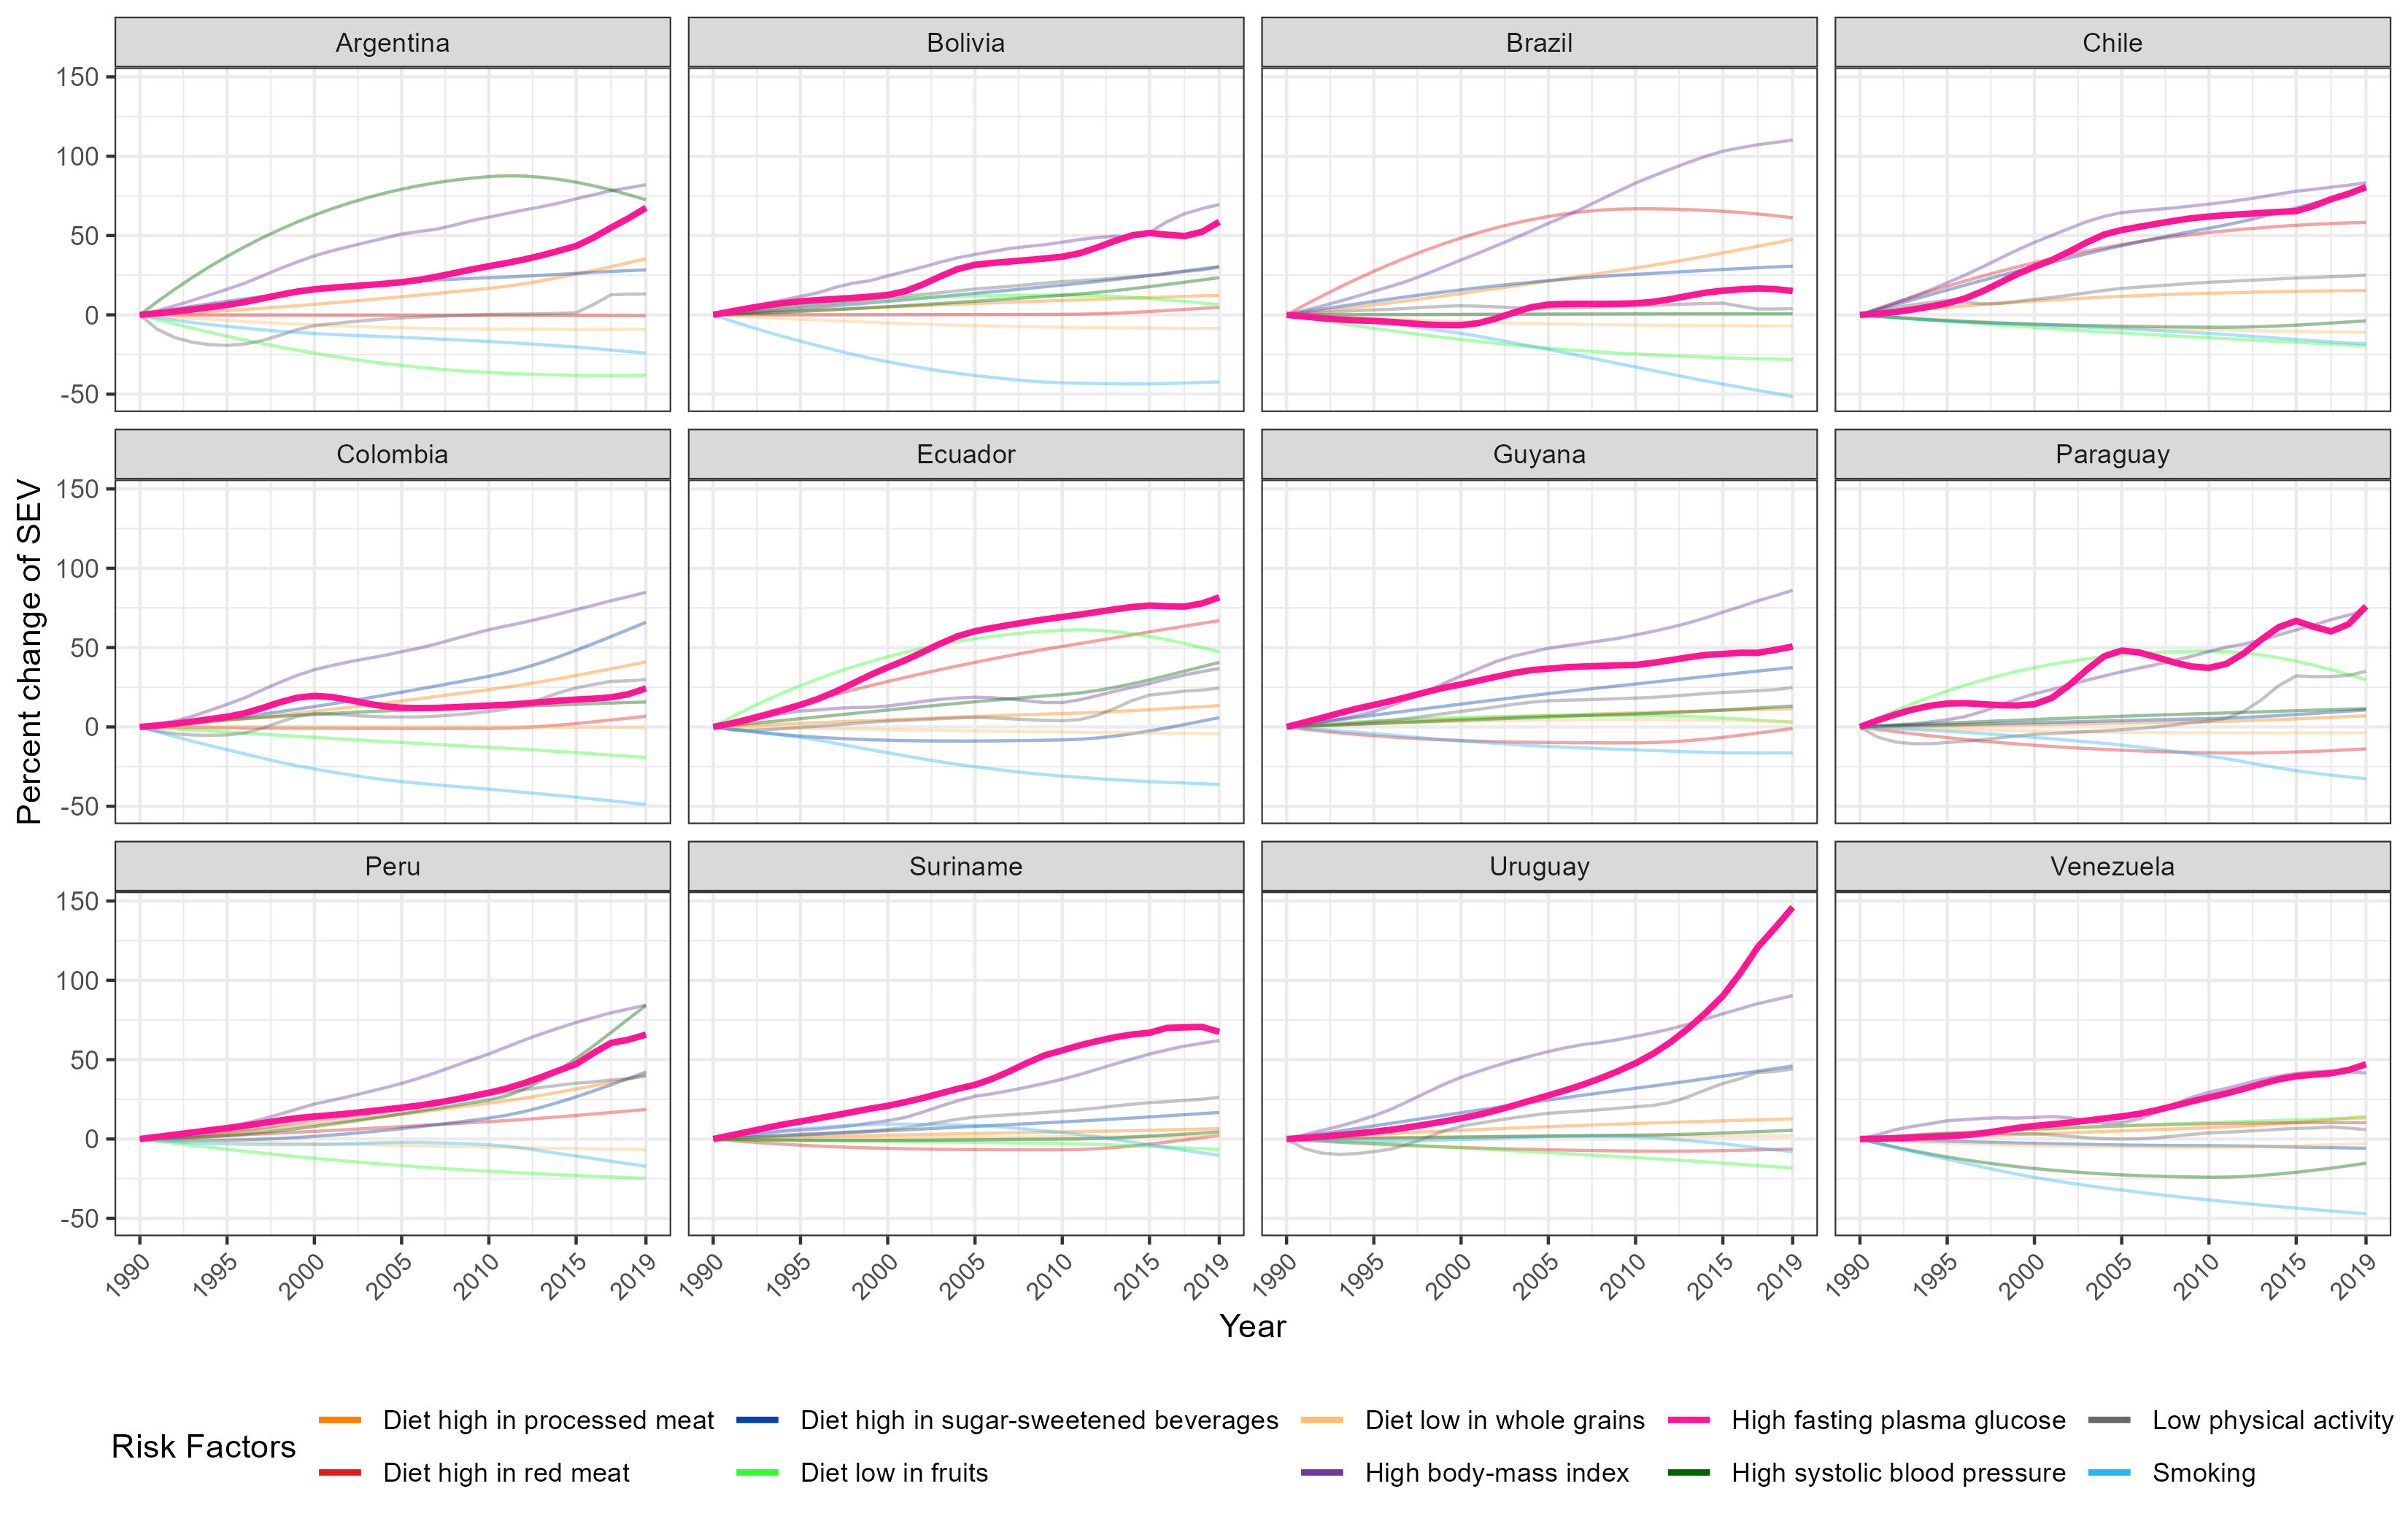 Argentina Bolivia Brazil Chile
150
100
50
0
-50
Colombia Ecuador Guyana Paraguay
150
100
50
0
-50
Percent change of SEV
Peru Suriname Uruguay Venezuela
150
100
50
0
-50
1990 1995 2000 2005 2010 2015 2019 1990 1995 2000 2005 2010 2015 2019 1990 1995 2000 2005 2010 2015 2019 1990 1995 2000 2005 2010 2015 2019
Year
Risk Factors
Diet high in processed meat Diet high in sugar-sweetened beverages Diet low in whole grains High fasting plasma glucose Low physical activity
Diet high in red meat Diet low in fruits High body-mass index High systolic blood pressure Smoking